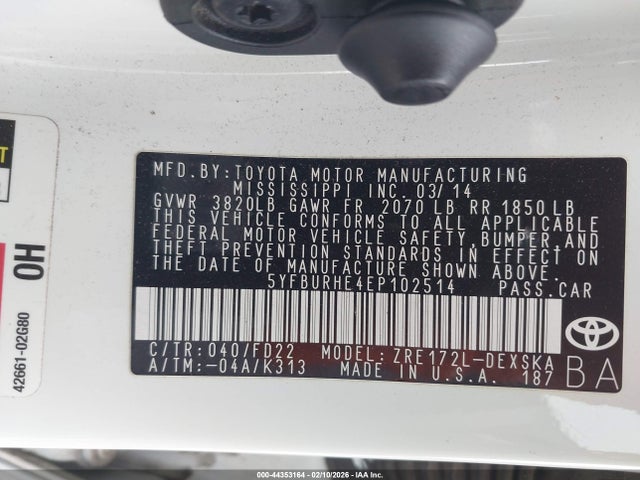 MFD.BY:TOYOTA MOTOR MANUFACTURING
MISSISSIPPI INC. 03/14
GVWR 3820LB GAWR FR 2070 LB RR 1850LB
THIS VEHICLE CONFORMS TO ALL APPLICABLE
FEDERAL MOTOR VEHICLE SAFETY,BUMPER,AND
THEFT PREVENTION STANDARDS IN EFFECT ON
THE DATE OF MANUFACTURE SHOWN ABOVE.
5YFBURHE4EP102514 PASS.CAR
C/TR:040/FD22 MODEL:ZRE172L-DEXSKA
A/TM:-04A/K313 MADE IN U.S.A. 187
BA
OH
42661-02G80
000-44353164 - 02/10/2026 - IAA Inc.